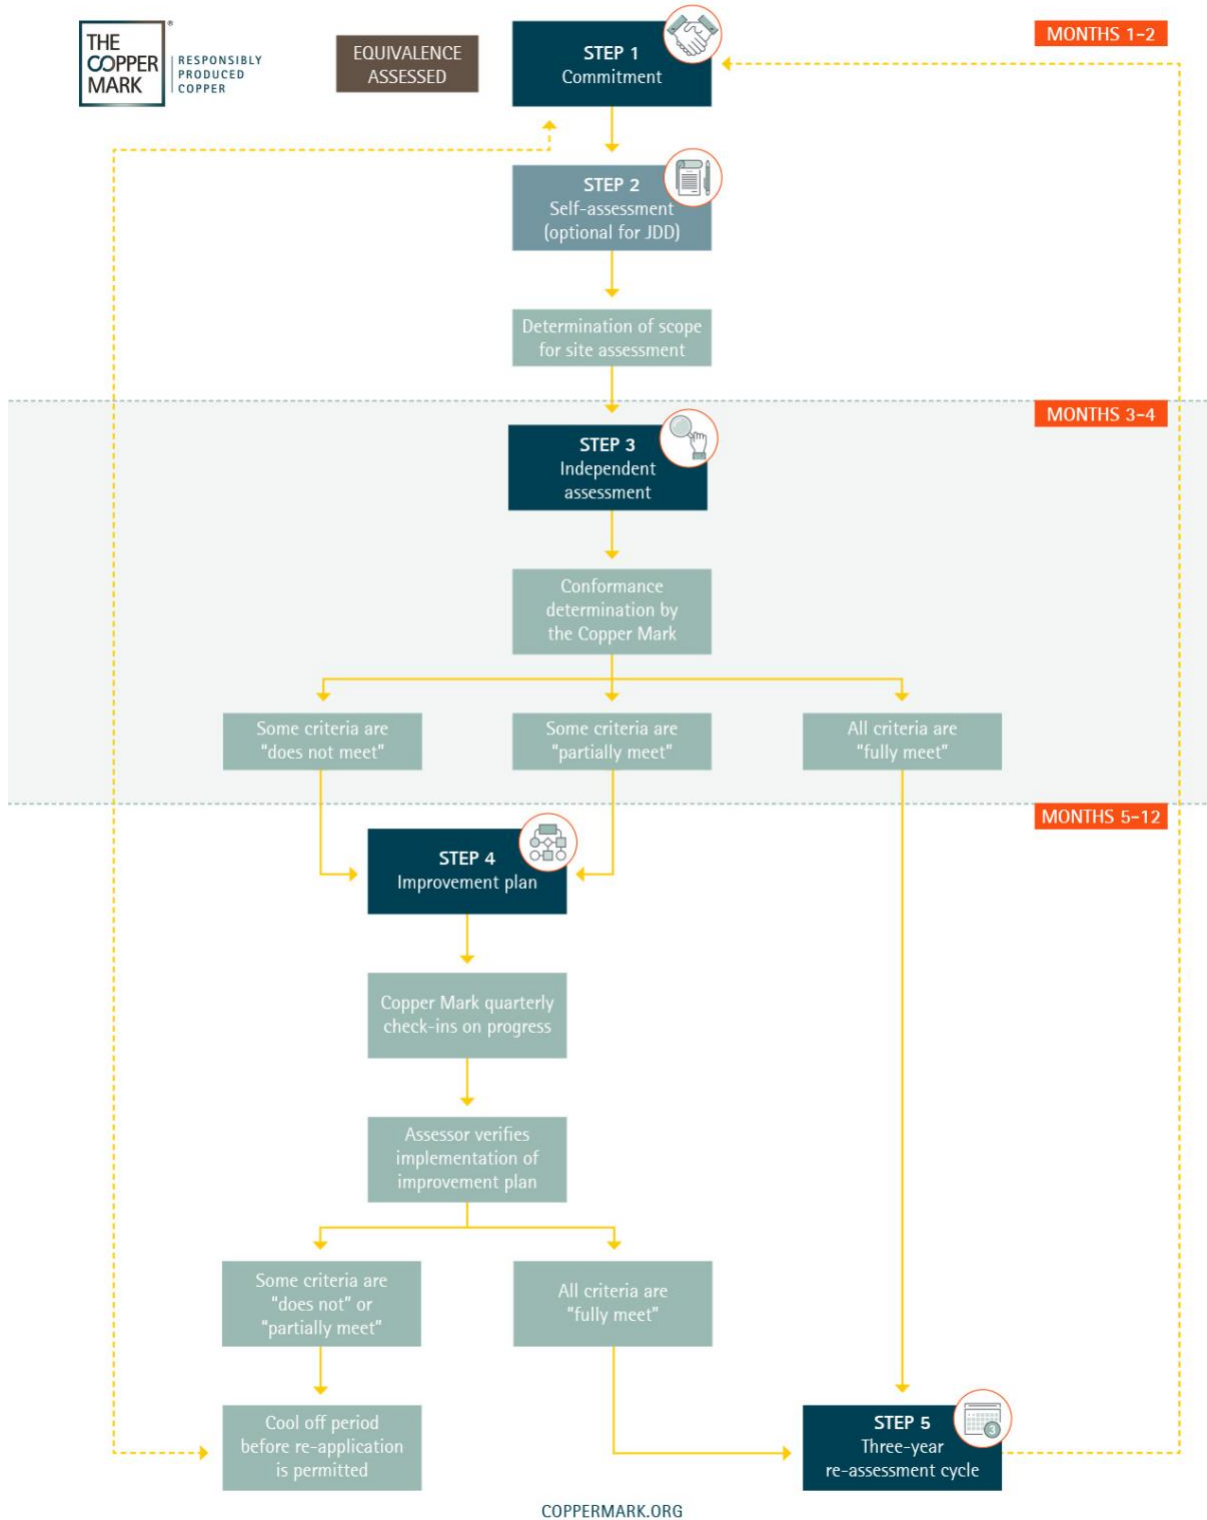 THE
COPPER
MARK
®
RESPONSIBLY
PRODUCED
COPPER
EQUIVALENCE
ASSESSED
STEP 1
Commitment
MONTHS 1-2
STEP 2
Self-assessment
(optional for JDD)
Determination of scope
for site assessment
MONTHS 3-4
STEP 3
Independent
assessment
Conformance
determination by
the Copper Mark
Some criteria are
"does not meet"
Some criteria are
"partially meet"
All criteria are
"fully meet"
MONTHS 5-12
STEP 4
Improvement plan
Copper Mark quarterly
check-ins on progress
Assessor verifies
implementation of
improvement plan
Some criteria are
"does not" or
"partially meet"
All criteria are
"fully meet"
Cool off period
before re-application
is permitted
STEP 5
Three-year
re-assessment cycle
3
COPPERMARK.ORG